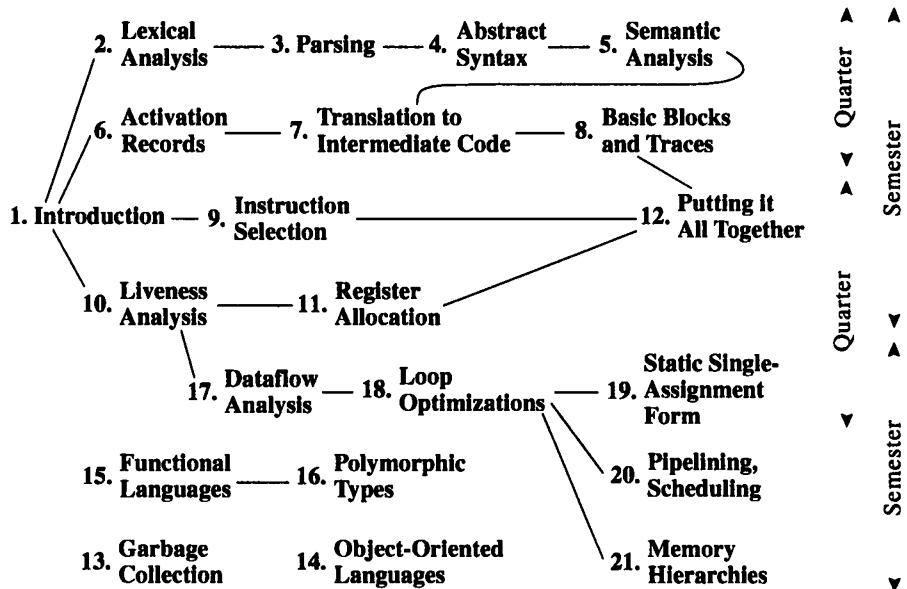 2. Lexical Analysis
3. Parsing
4. Abstract Syntax
5. Semantic Analysis
6. Activation Records
7. Translation to Intermediate Code
8. Basic Blocks and Traces
1. Introduction
9. Instruction Selection
12. Putting it All Together
10. Liveness Analysis
11. Register Allocation
17. Dataflow Analysis
18. Loop Optimizations
19. Static Single-Assignment Form
15. Functional Languages
16. Polymorphic Types
20. Pipelining, Scheduling
13. Garbage Collection
14. Object-Oriented Languages
21. Memory Hierarchies
Quarter
Quarter
Semester
Semester